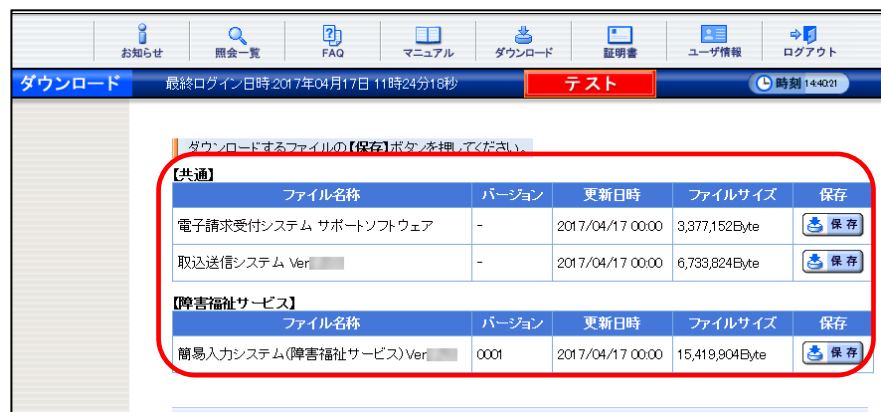 お知らせ 照会一覧 FAQ マニュアル ダウンロード 証明書 ユーザ情報 ログアウト
ダウンロード 最終ログイン日時:2017年04月17日 11時24分18秒 テスト 時刻 14:40:21
ダウンロードするファイルの【保存】ボタンを押してください。
【共通】
ファイル名称 バージョン 更新日時 ファイルサイズ 保存
電子請求受付システム サポートソフトウェア - 2017/04/17 00:00 3,377,152Byte 保存
取込送信システム Ver - 2017/04/17 00:00 6,733,824Byte 保存
【障害福祉サービス】
ファイル名称 バージョン 更新日時 ファイルサイズ 保存
簡易入力システム(障害福祉サービス)Ver 0001 2017/04/17 00:00 15,419,904Byte 保存